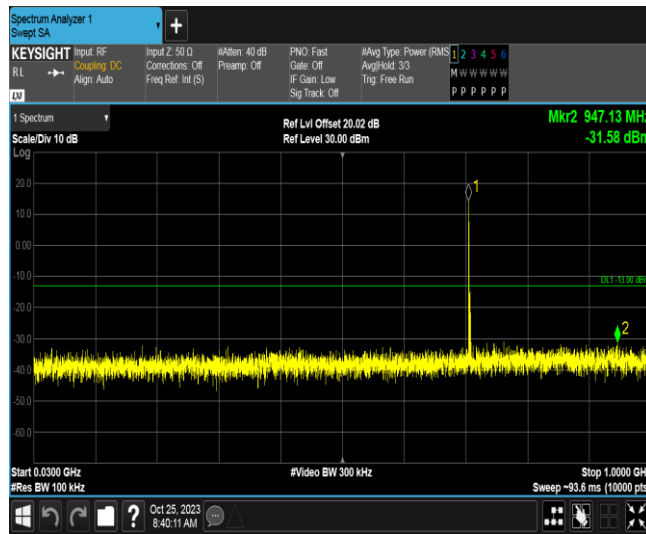 Spectrum Analyzer 1
Swept SA
+
KEYSIGHT
RL
LXI
Input: RF
Coupling: DC
Align: Auto
Input Z: 50 Ω
Corrections: Off
Freq Ref: Int (S)
#Atten: 40 dB
Preamp: Off
PNO: Fast
Gate: Off
IF Gain: Low
Sig Track: Off
#Avg Type: Power (RMS
Avg|Hold: 3/3
Trig: Free Run
1 2 3 4 5 6
M W W W W W
P P P P P P
1 Spectrum
Scale/Div 10 dB
Log
Ref Lvl Offset 20.02 dB
Ref Level 30.00 dBm
Mkr2 947.13 MHz
-31.58 dBm
20.0
10.0
0.00
-10.0
-20.0
-30.0
-40.0
-50.0
-60.0
1
DL1 -13.00 dBm
2
Start 0.0300 GHz
#Res BW 100 kHz
#Video BW 300 kHz
Stop 1.0000 GHz
Sweep ~93.6 ms (10000 pts)
?
Oct 25, 2023
8:40:11 AM